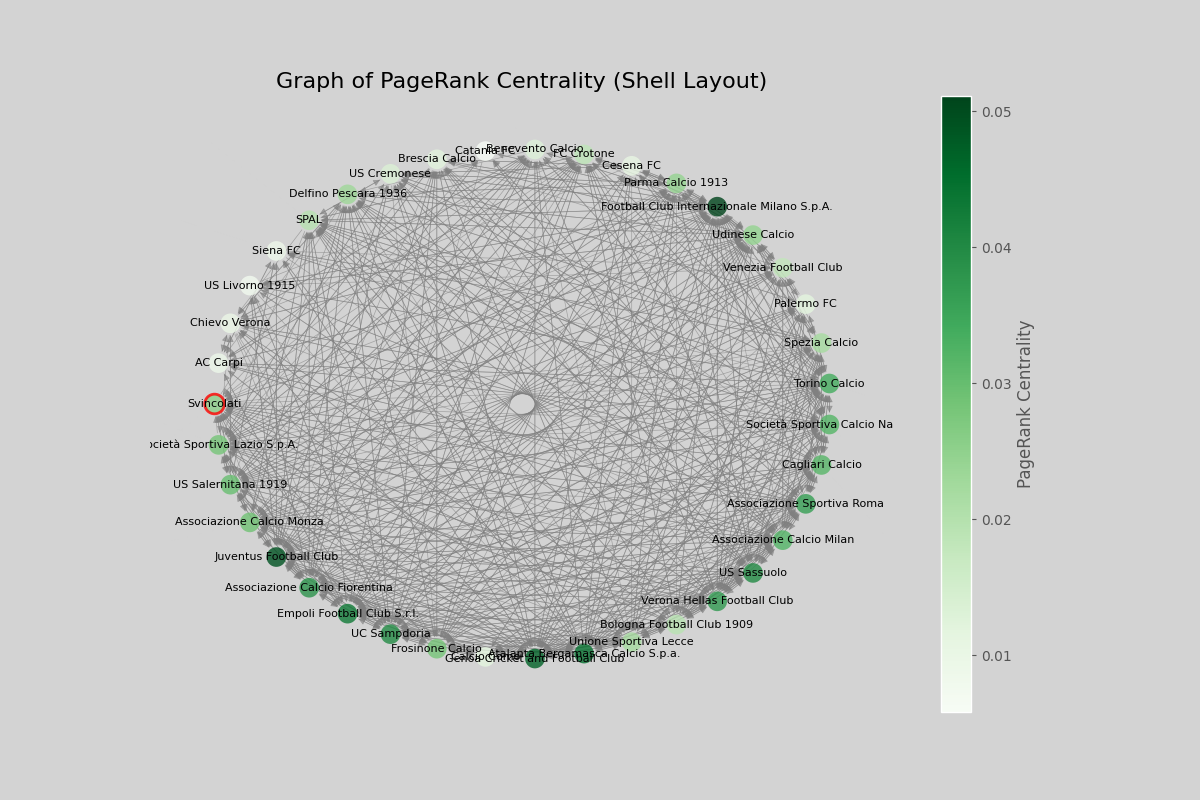 Graph of PageRank Centrality (Shell Layout)
Catania FC
Benevento Calcio
FC Crotone
Brescia Calcio
Cesena FC
US Cremonese
Parma Calcio 1913
Delfino Pescara 1936
Football Club Internazionale Milano S.p.A.
SPAL
Udinese Calcio
Siena FC
Venezia Football Club
US Livorno 1915
Palermo FC
Chievo Verona
Spezia Calcio
AC Carpi
Torino Calcio
Svincolati
Società Sportiva Calcio Na
ocietà Sportiva Lazio S.p.A.
Cagliari Calcio
US Salernitana 1919
Associazione Sportiva Roma
Associazione Calcio Monza
Associazione Calcio Milan
Juventus Football Club
US Sassuolo
Associazione Calcio Fiorentina
Verona Hellas Football Club
Empoli Football Club S.r.l.
Bologna Football Club 1909
UC Sampdoria
Unione Sportiva Lecce
Frosinone Calcio
Atalanta Bergamasca Calcio S.p.a.
Genoa Cricket and Football Club
Calcio
0.05
0.04
0.03
0.02
0.01
PageRank Centrality